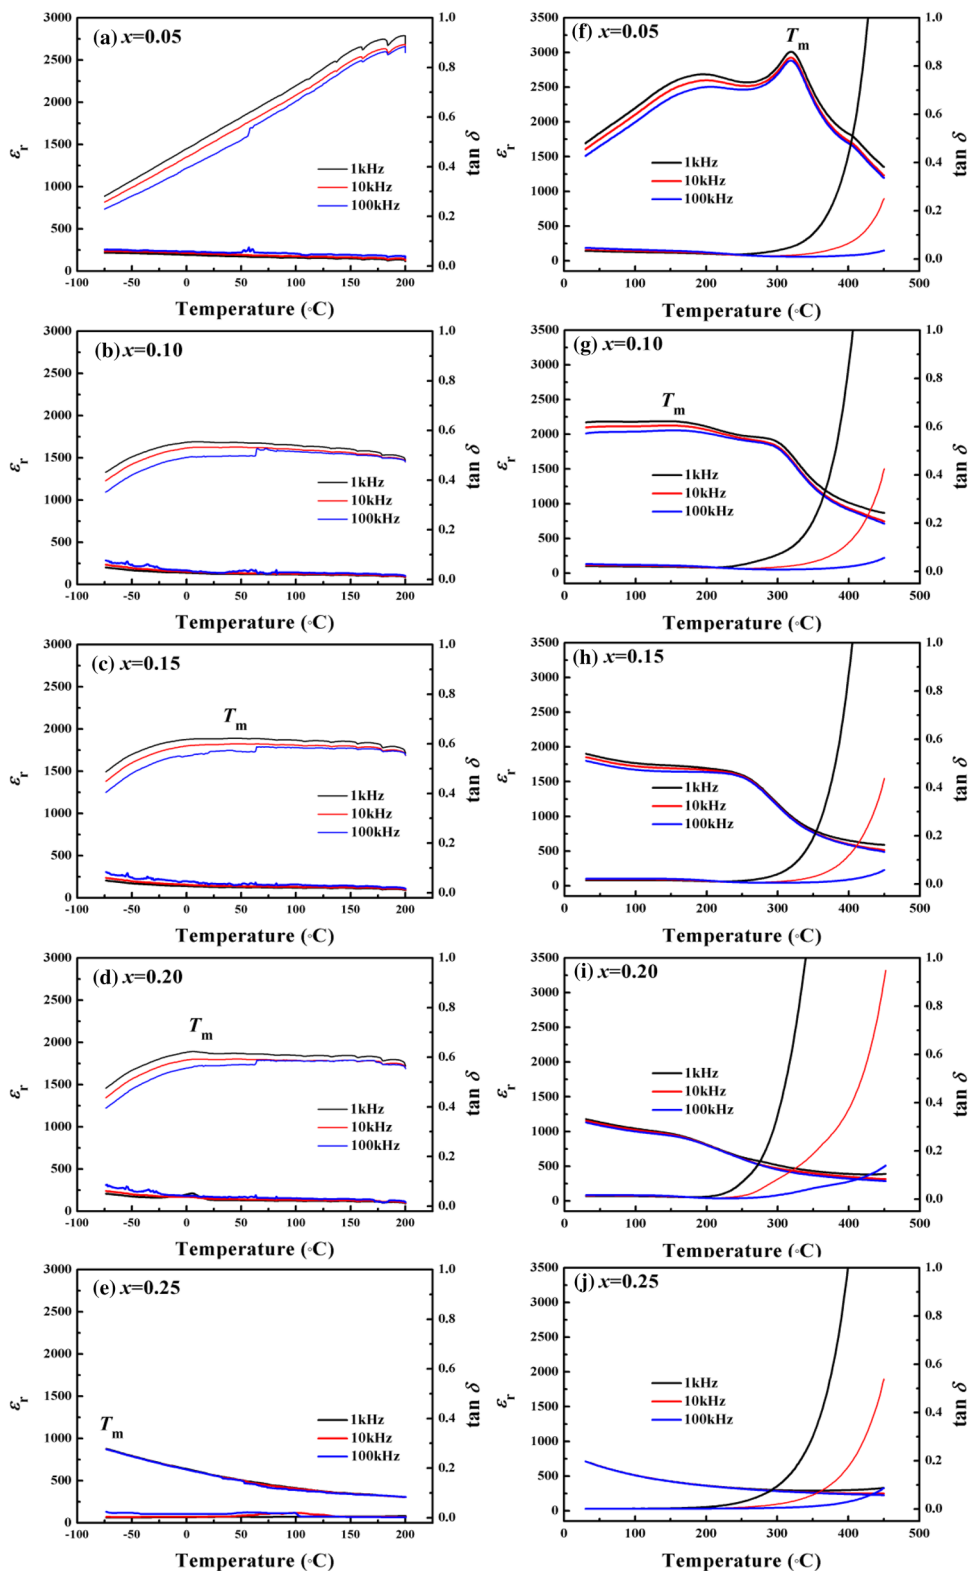 (a) x=0.05
3000
2500
2000
1500
1000
500
0
εr
1.0
0.8
0.6
0.4
0.2
0.0
tan δ
1kHz
10kHz
100kHz
-100 -50 0 50 100 150 200
Temperature (◦C)
(f) x=0.05
Tm
3500
3000
2500
2000
1500
1000
500
0
εr
1.0
0.8
0.6
0.4
0.2
0.0
tan δ
1kHz
10kHz
100kHz
0 100 200 300 400 500
Temperature (◦C)
(b) x=0.10
3000
2500
2000
1500
1000
500
0
εr
1.0
0.8
0.6
0.4
0.2
0.0
tan δ
1kHz
10kHz
100kHz
-100 -50 0 50 100 150 200
Temperature (◦C)
(g) x=0.10
Tm
3500
3000
2500
2000
1500
1000
500
0
εr
1.0
0.8
0.6
0.4
0.2
0.0
tan δ
1kHz
10kHz
100kHz
0 100 200 300 400 500
Temperature (◦C)
(c) x=0.15
Tm
3000
2500
2000
1500
1000
500
0
εr
1.0
0.8
0.6
0.4
0.2
0.0
tan δ
1kHz
10kHz
100kHz
-100 -50 0 50 100 150 200
Temperature (◦C)
(h) x=0.15
3500
3000
2500
2000
1500
1000
500
0
εr
1.0
0.8
0.6
0.4
0.2
0.0
tan δ
1kHz
10kHz
100kHz
0 100 200 300 400 500
Temperature (◦C)
(d) x=0.20
Tm
3000
2500
2000
1500
1000
500
0
εr
1.0
0.8
0.6
0.4
0.2
0.0
tan δ
1kHz
10kHz
100kHz
-100 -50 0 50 100 150 200
Temperature (◦C)
(i) x=0.20
3500
3000
2500
2000
1500
1000
500
0
εr
1.0
0.8
0.6
0.4
0.2
0.0
tan δ
1kHz
10kHz
100kHz
0 100 200 300 400 500
Temperature (◦C)
(e) x=0.25
Tm
3000
2500
2000
1500
1000
500
0
εr
1.0
0.8
0.6
0.4
0.2
0.0
tan δ
1kHz
10kHz
100kHz
-100 -50 0 50 100 150 200
Temperature (◦C)
(j) x=0.25
3500
3000
2500
2000
1500
1000
500
0
εr
1.0
0.8
0.6
0.4
0.2
0.0
tan δ
1kHz
10kHz
100kHz
0 100 200 300 400 500
Temperature (◦C)